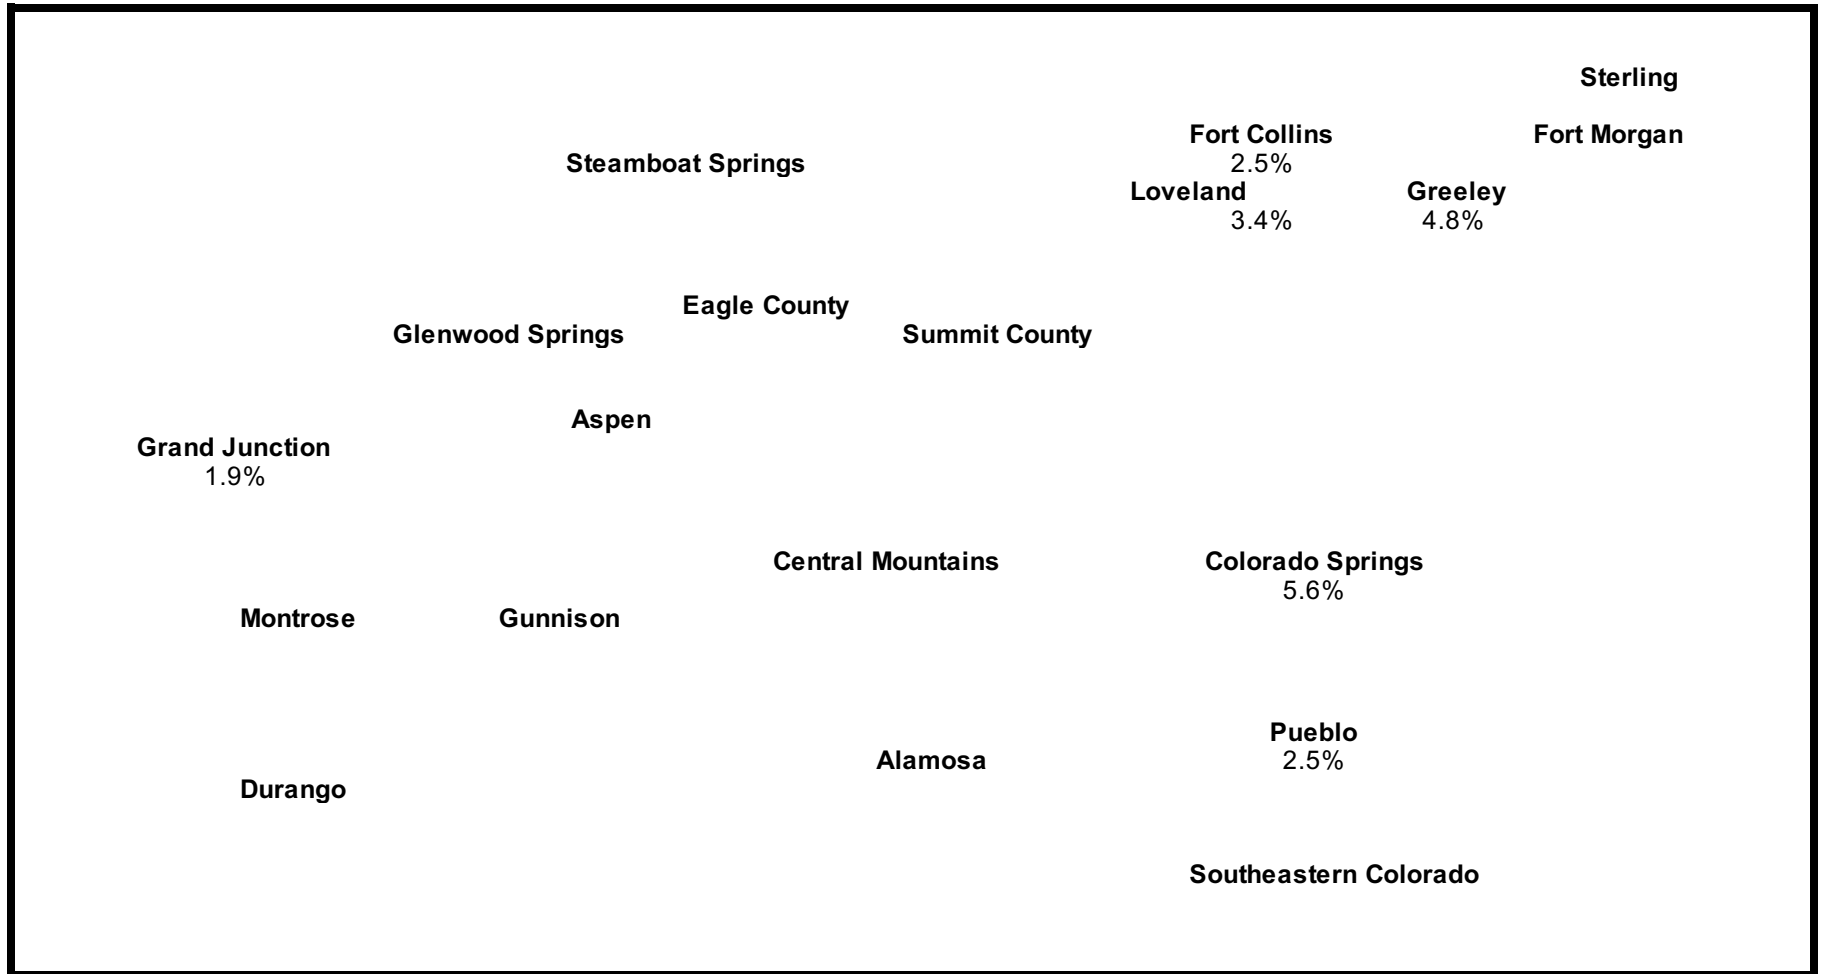 Sterling
Fort Collins Fort Morgan
Steamboat Springs 2.5%
Loveland Greeley
3.4% 4.8%
Eagle County
Glenwood Springs Summit County
Aspen
Grand Junction
1.9%
Central Mountains Colorado Springs
5.6%
Montrose Gunnison
Pueblo
Alamosa 2.5%
Durango
Southeastern Colorado